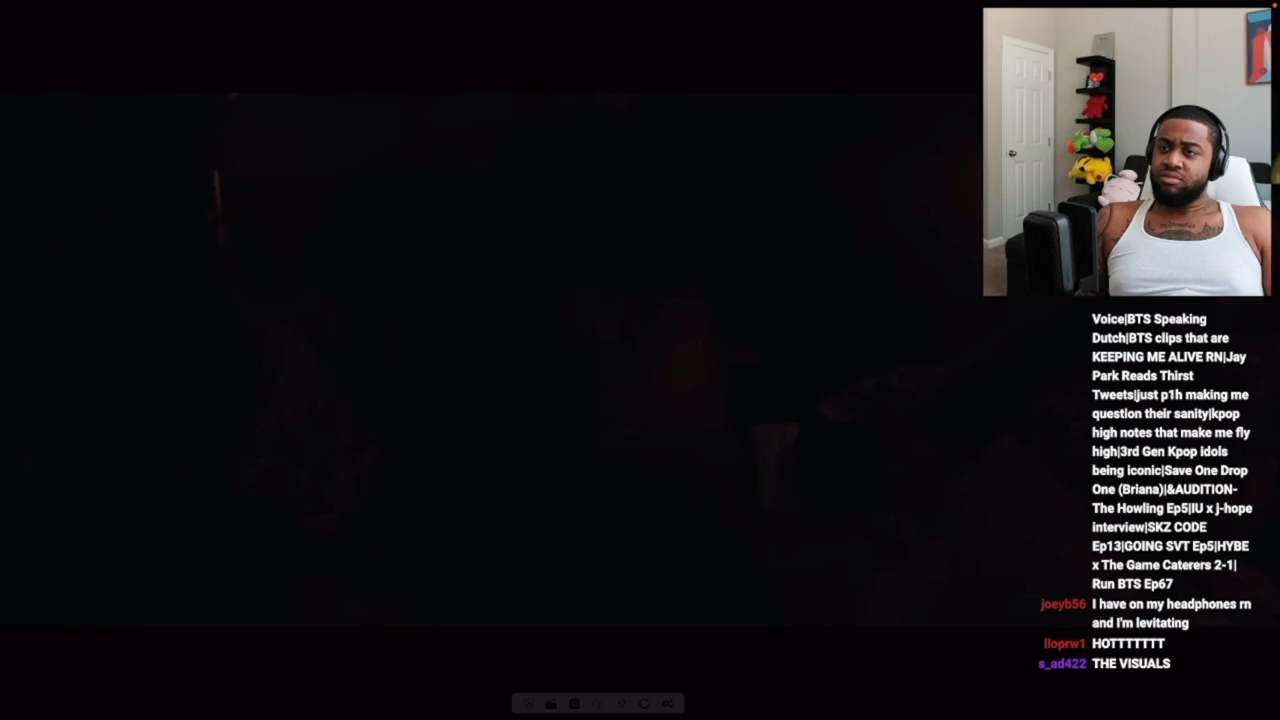 Voice|BTS Speaking
Dutch|BTS clips that are
KEEPING ME ALIVE RN|Jay
Park Reads Thirst
Tweets|just p1h making me
question their sanity|kpop
high notes that make me fly
high|3rd Gen Kpop idols
being iconic|Save One Drop
One (Briana)|&AUDITION-
The Howling Ep5|IU x j-hope
interview|SKZ CODE
Ep13|GOING SVT Ep5|HYBE
x The Game Caterers 2-1|
Run BTS Ep67
joeyb56 I have on my headphones rn
and I'm levitating
lloprw1 HOTTTTTTT
s_ad422 THE VISUALS